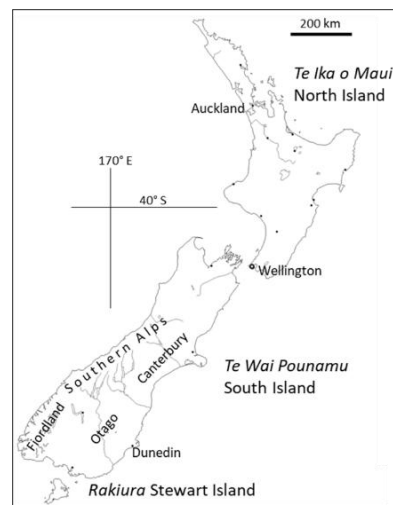 200 km
Te Ika o Maui
North Island
Auckland
170° E
40° S
Wellington
Southern Alps
Canterbury
Te Wai Pounamu
South Island
Fiordland
Otago
Dunedin
Rakiura Stewart Island